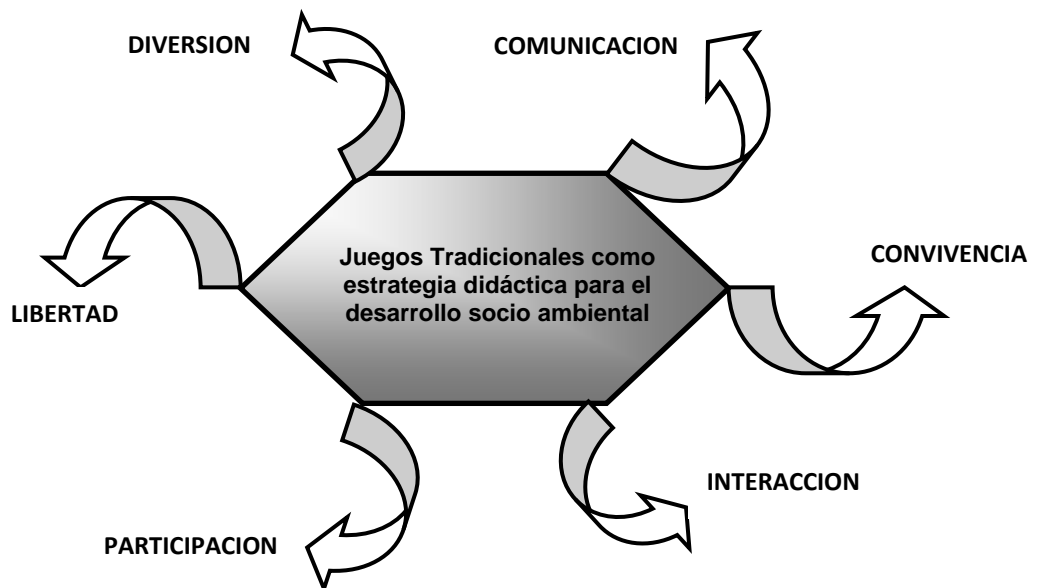 DIVERSION
COMUNICACION
Juegos Tradicionales como
estrategia didáctica para el
desarrollo socio ambiental
CONVIVENCIA
LIBERTAD
INTERACCION
PARTICIPACION